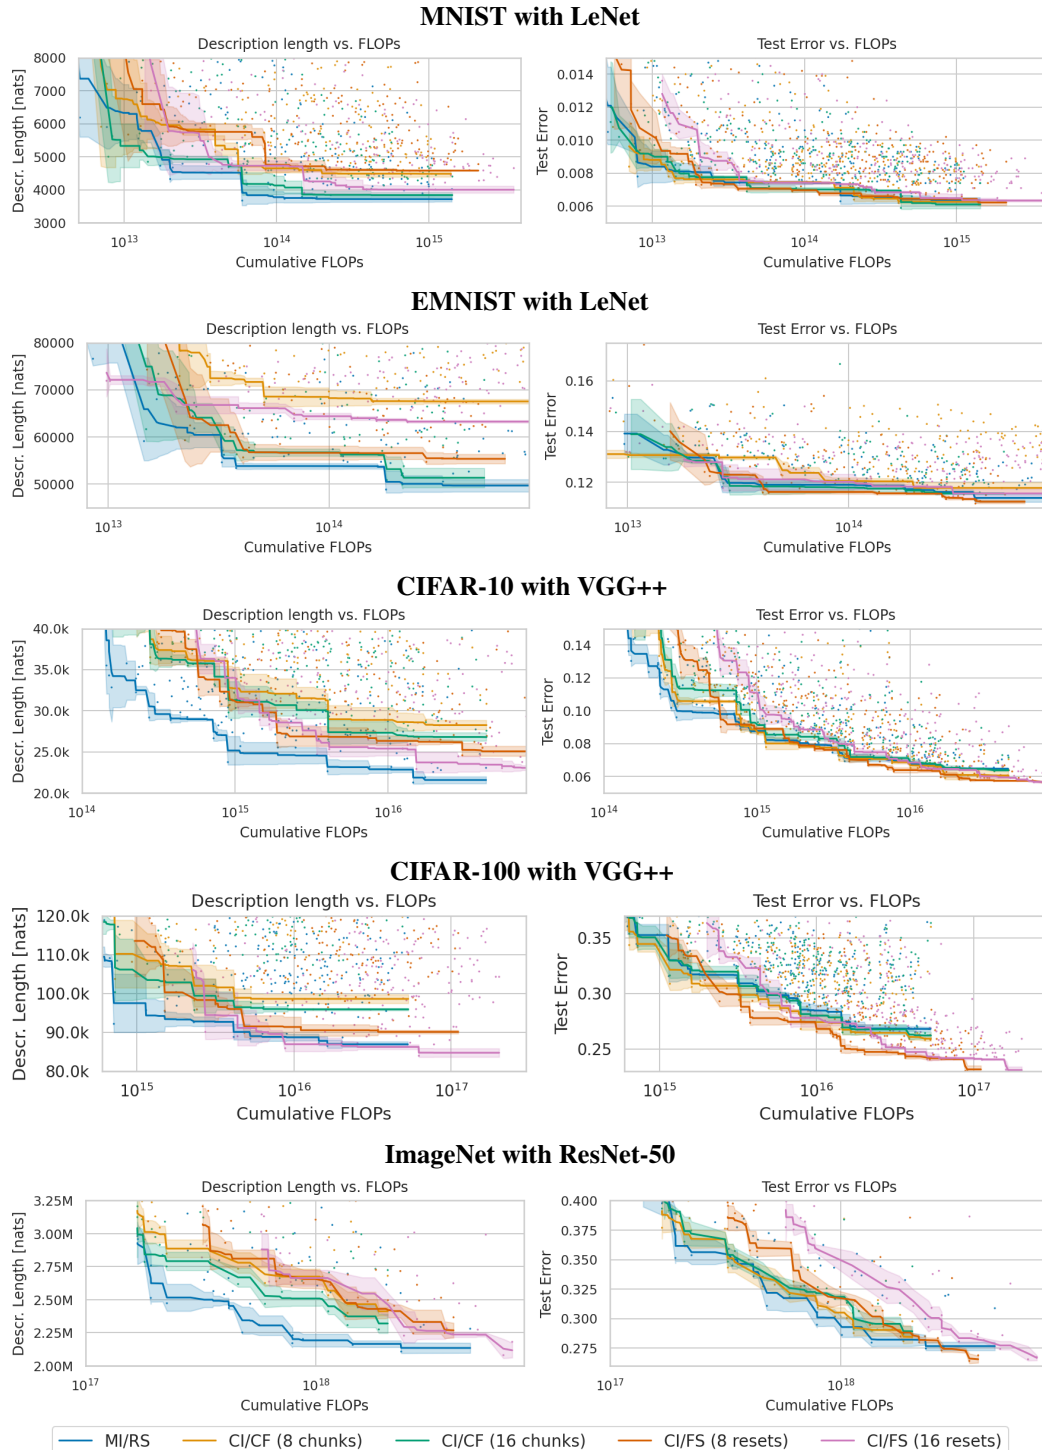 MNIST with LeNet
Description length vs. FLOPs
Test Error vs. FLOPs
Descr. Length [nats]
8000
7000
6000
5000
4000
3000
10^13
10^14
10^15
Cumulative FLOPs
Test Error
0.014
0.012
0.010
0.008
0.006
10^13
10^14
10^15
Cumulative FLOPs
EMNIST with LeNet
Description length vs. FLOPs
Test Error vs. FLOPs
Descr. Length [nats]
80000
70000
60000
50000
10^13
10^14
Cumulative FLOPs
Test Error
0.16
0.14
0.12
10^13
10^14
Cumulative FLOPs
CIFAR-10 with VGG++
Description length vs. FLOPs
Test Error vs. FLOPs
Descr. Length [nats]
40.0k
35.0k
30.0k
25.0k
20.0k
10^14
10^15
10^16
Cumulative FLOPs
Test Error
0.14
0.12
0.10
0.08
0.06
10^14
10^15
10^16
Cumulative FLOPs
CIFAR-100 with VGG++
Description length vs. FLOPs
Test Error vs. FLOPs
Descr. Length [nats]
120.0k
110.0k
100.0k
90.0k
80.0k
10^15
10^16
10^17
Cumulative FLOPs
Test Error
0.35
0.30
0.25
10^15
10^16
10^17
Cumulative FLOPs
ImageNet with ResNet-50
Description Length vs. FLOPs
Test Error vs FLOPs
Descr. Length [nats]
3.25M
3.00M
2.75M
2.50M
2.25M
2.00M
10^17
10^18
Cumulative FLOPs
Test Error
0.400
0.375
0.350
0.325
0.300
0.275
10^17
10^18
Cumulative FLOPs
MI/RS
CI/CF (8 chunks)
CI/CF (16 chunks)
CI/FS (8 resets)
CI/FS (16 resets)